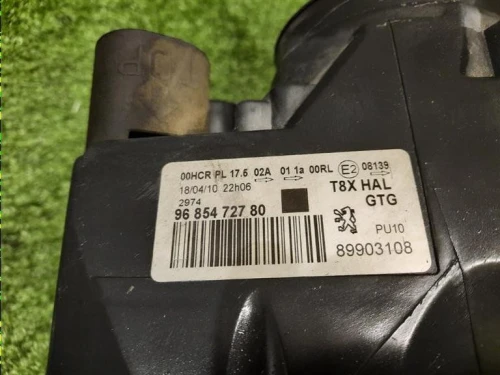 00HCR PL 17.5 02A 01 1a 00RL E2 08139
18/04/10 22h06
2974
96 854 727 80
T8X HAL
GTG
PU10
89903108